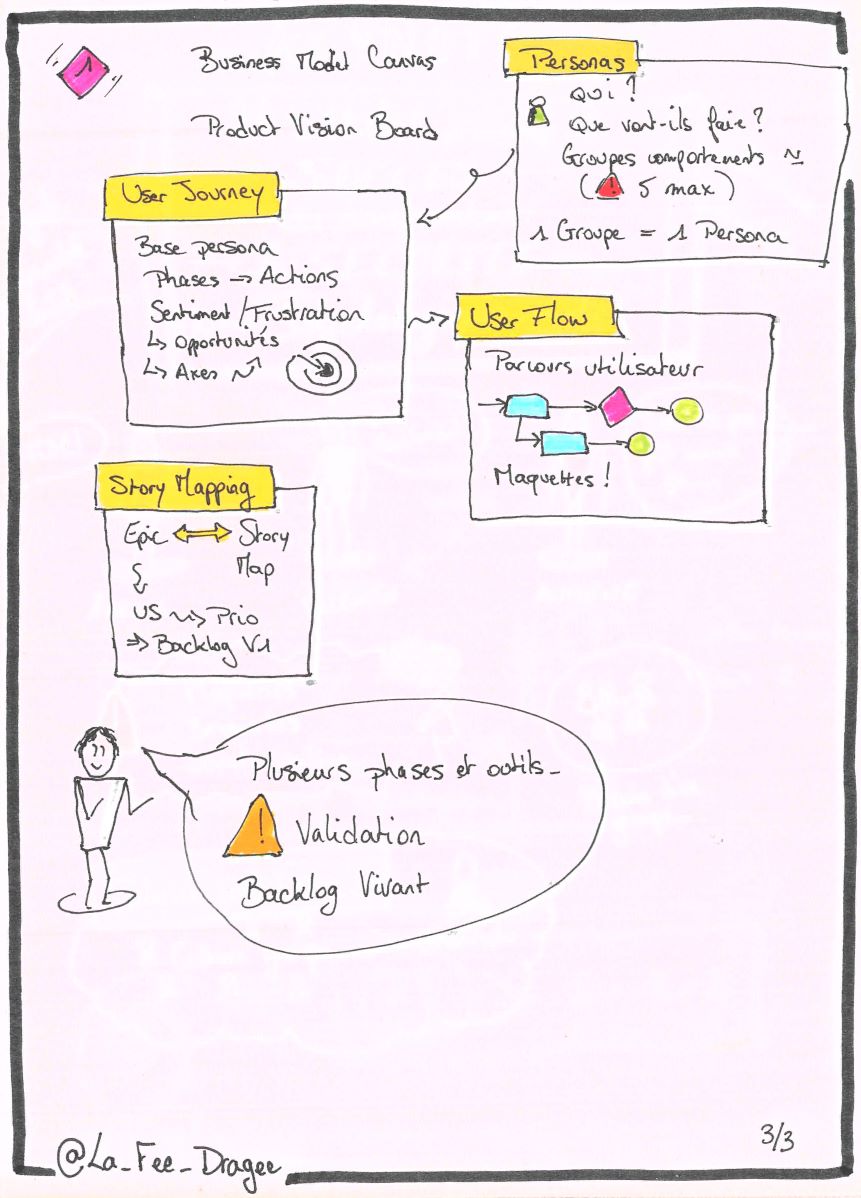 1
Business Model Canvas
Product Vision Board
Personas
Qui ?
Que vont-ils faire ?
Groupes comportements ~
(! 5 max)
1 Groupe = 1 Persona
User Journey
Base persona
Phases → Actions
Sentiment / Frustration
↳ Opportunités
↳ Axes
User Flow
Parcours utilisateur
Maquettes !
Story Mapping
Epic ↔ Story
Map
US → Prio
⇒ Backlog V1
Plusieurs phases et outils_
! Validation
Backlog Vivant
3/3
@La_Fee_Dragee